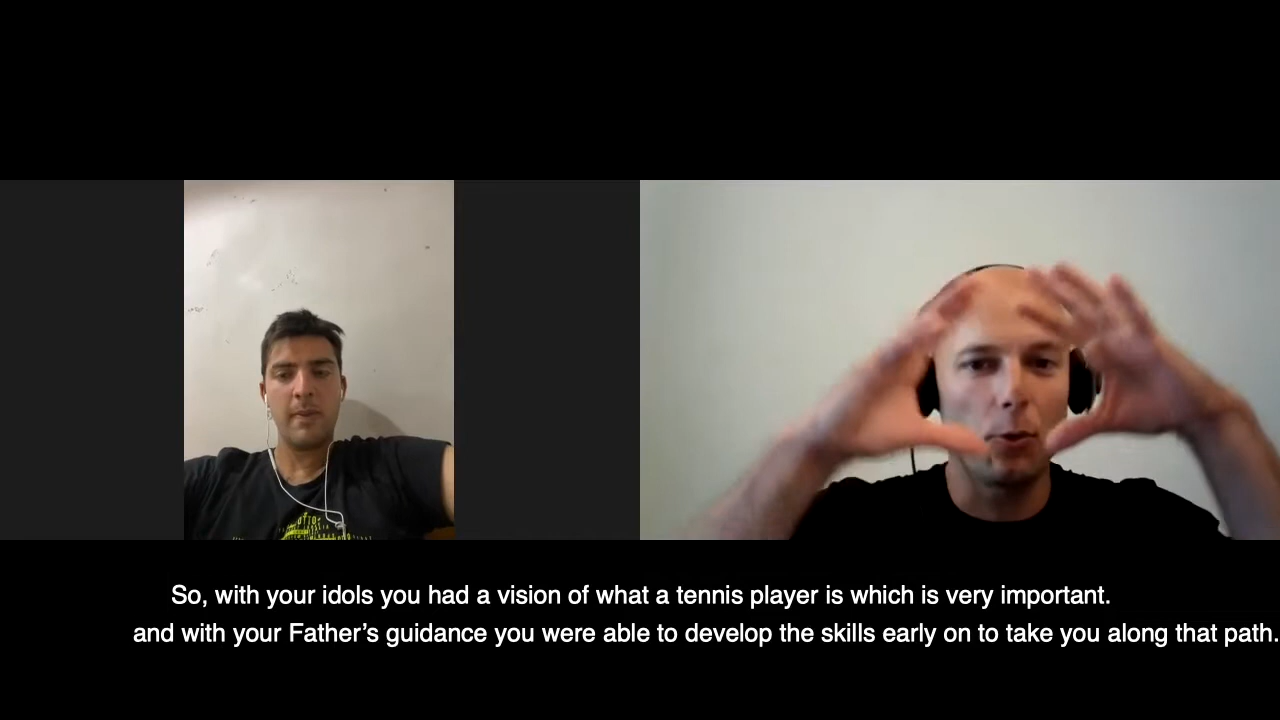 So, with your idols you had a vision of what a tennis player is which is very important.
and with your Father's guidance you were able to develop the skills early on to take you along that path.